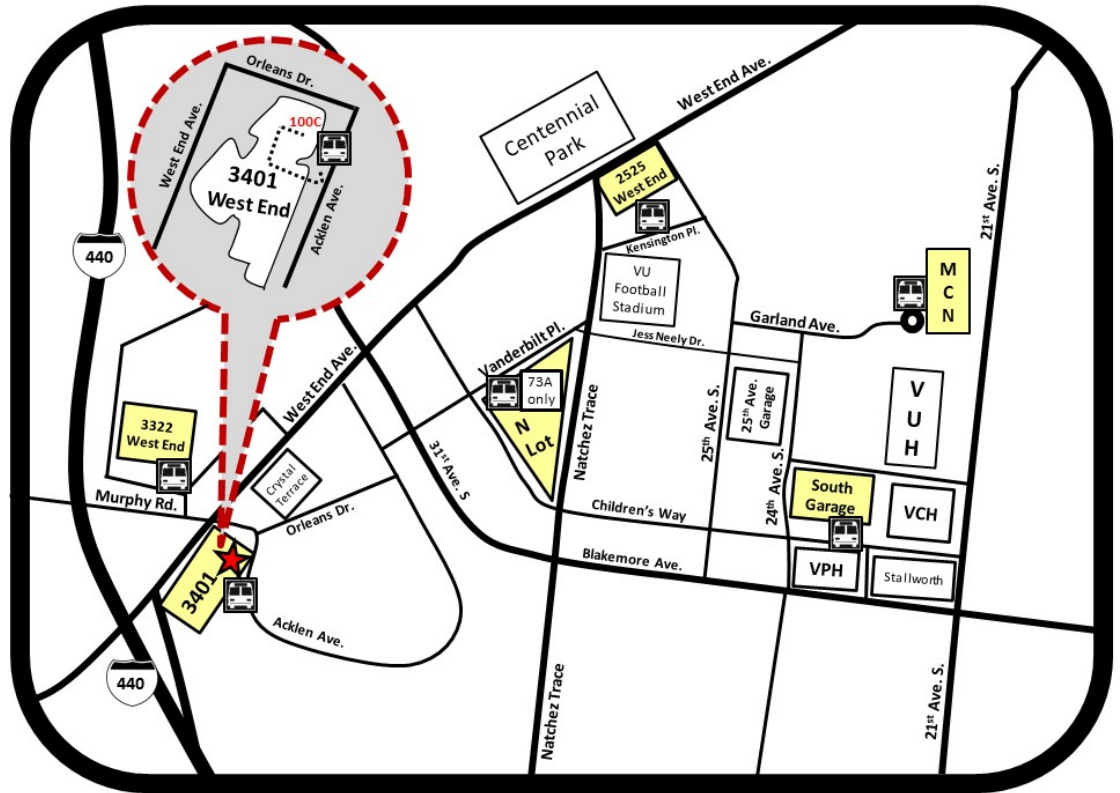 Orleans Dr.
West End Ave.
100C
3401
West End
Acklen Ave.
440
Centennial
Park
West End Ave.
2525
West End
Kensington Pl.
21st Ave. S.
VU
Football
Stadium
M
C
N
Garland Ave.
Jess Neely Dr.
Vanderbilt Pl.
West End Ave.
73A
only
N
Lot
Natchez Trace
25th Ave. S.
25th Ave.
Garage
V
U
H
3322
West End
Murphy Rd.
Crystal
Terrace
Orleans Dr.
31st Ave. S
24th Ave. S.
South
Garage
VCH
Children's Way
Blakemore Ave.
VPH
Stallworth
3401
Acklen Ave.
440
Natchez Trace
21st Ave. S.